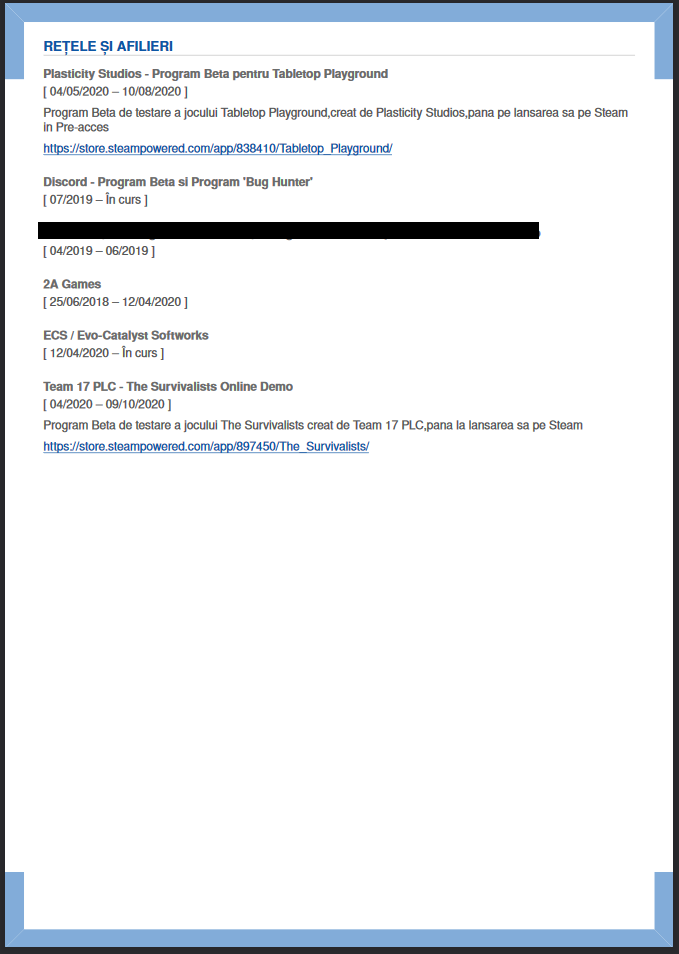 REȚELE ȘI AFILIERI
Plasticity Studios - Program Beta pentru Tabletop Playground
[ 04/05/2020 – 10/08/2020 ]
Program Beta de testare a jocului Tabletop Playground,creat de Plasticity Studios,pana pe lansarea sa pe Steam
in Pre-acces
https://store.steampowered.com/app/838410/Tabletop_Playground/
Discord - Program Beta si Program 'Bug Hunter'
[ 07/2019 – În curs ]
[ 04/2019 – 06/2019 ]
2A Games
[ 25/06/2018 – 12/04/2020 ]
ECS / Evo-Catalyst Softworks
[ 12/04/2020 – În curs ]
Team 17 PLC - The Survivalists Online Demo
[ 04/2020 – 09/10/2020 ]
Program Beta de testare a jocului The Survivalists creat de Team 17 PLC,pana la lansarea sa pe Steam
https://store.steampowered.com/app/897450/The_Survivalists/